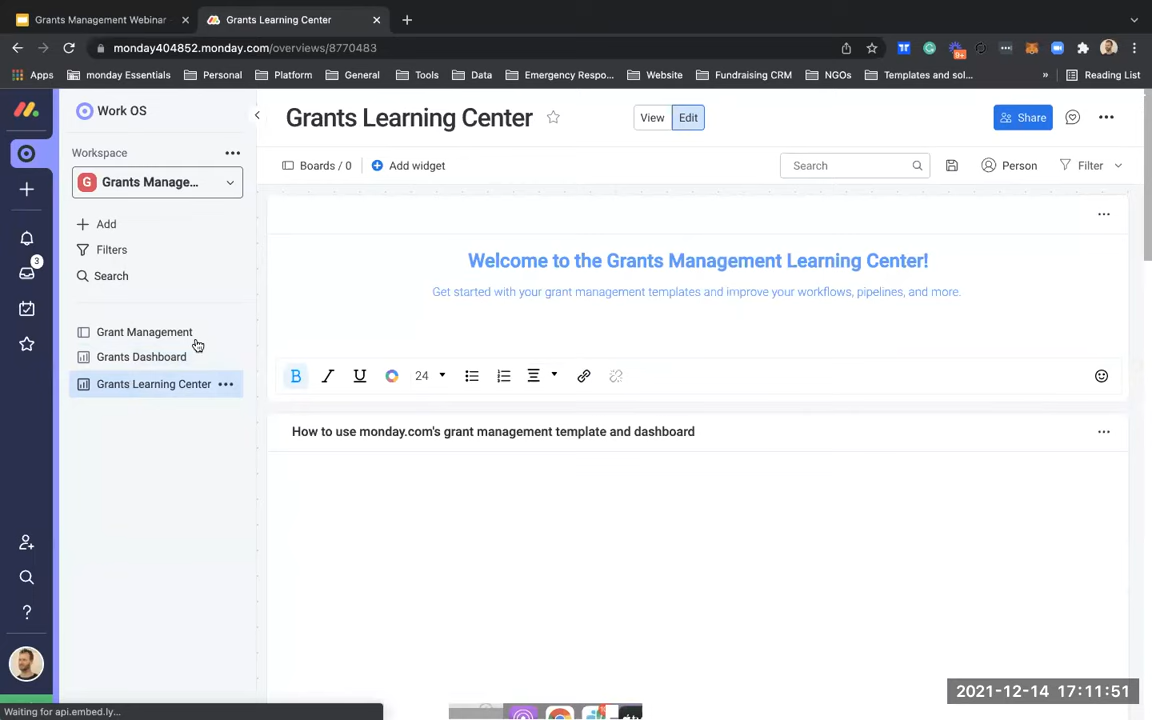 Grants Management Webinar
Grants Learning Center
monday404852.monday.com/overviews/8770483
Apps
monday Essentials
Personal
Platform
General
Tools
Data
Emergency Respo...
Website
Fundraising CRM
NGOs
Templates and sol...
»
Reading List
Work OS
Grants Learning Center
View
Edit
Share
Workspace
G
Grants Manage...
Boards / 0
Add widget
Search
Person
Filter
Add
Filters
Search
3
Welcome to the Grants Management Learning Center!
Get started with your grant management templates and improve your workflows, pipelines, and more.
Grant Management
Grants Dashboard
Grants Learning Center
B
I
U
24
How to use monday.com's grant management template and dashboard
?
2021-12-14 17:11:51
Waiting for api.embed.ly...